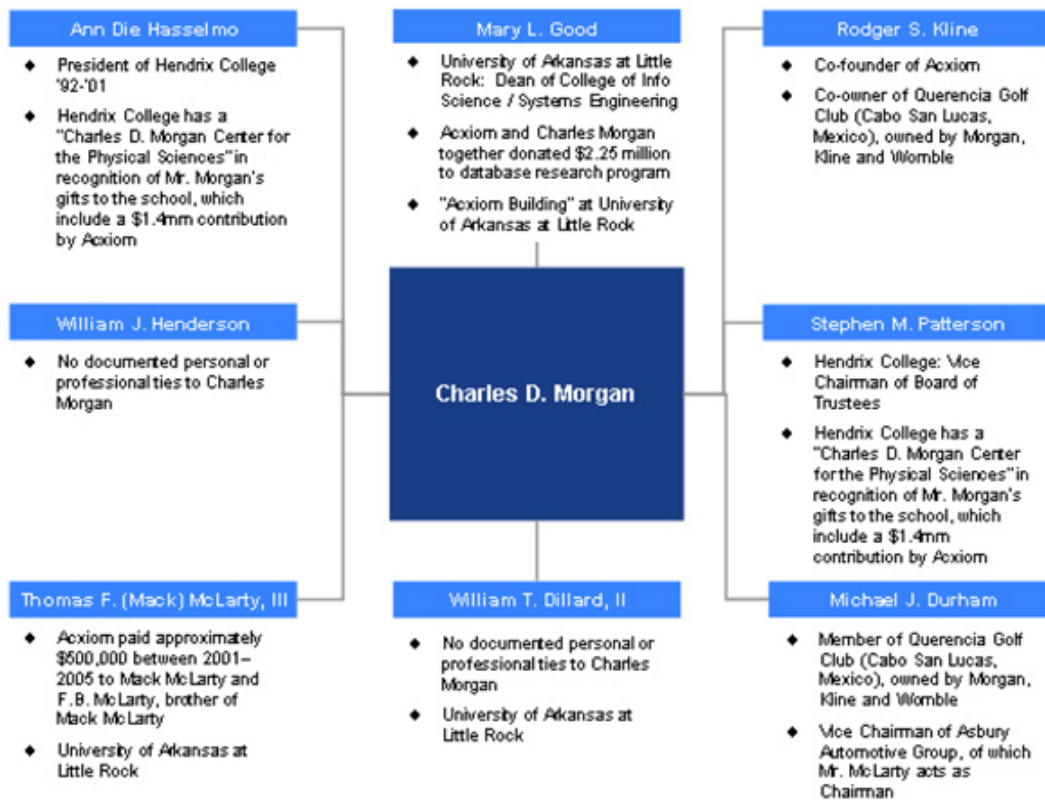 Ann Die Hasselmo
◆ President of Hendrix College
'92-'01
◆ Hendrix College has a
"Charles D. Morgan Center for
the Physical Sciences" in
recognition of Mr. Morgan's
gifts to the school, which
include a $1.4mm contribution
by Acxiom
Mary L. Good
◆ University of Arkansas at Little
Rock: Dean of College of Info
Science / Systems Engineering
◆ Acxiom and Charles Morgan
together donated $2.25 million
to database research program
◆ "Acxiom Building" at University
of Arkansas at Little Rock
Rodger S. Kline
◆ Co-founder of Acxiom
◆ Co-owner of Querencia Golf
Club (Cabo San Lucas,
Mexico), owned by Morgan,
Kline and Womble
William J. Henderson
◆ No documented personal or
professional ties to Charles
Morgan
Charles D. Morgan
Stephen M. Patterson
◆ Hendrix College: Vice
Chairman of Board of
Trustees
◆ Hendrix College has a
"Charles D. Morgan Center
for the Physical Sciences" in
recognition of Mr. Morgan's
gifts to the school, which
include a $1.4mm
contribution by Acxiom
Thomas F. (Mack) McLarty, III
◆ Acxiom paid approximately
$500,000 between 2001–
2005 to Mack McLarty and
F.B. McLarty, brother of
Mack McLarty
◆ University of Arkansas at
Little Rock
William T. Dillard, II
◆ No documented personal or
professional ties to Charles
Morgan
◆ University of Arkansas at
Little Rock
Michael J. Durham
◆ Member of Querencia Golf
Club (Cabo San Lucas,
Mexico), owned by Morgan,
Kline and Womble
◆ Vice Chairman of Asbury
Automotive Group, of which
Mr. McLarty acts as
Chairman